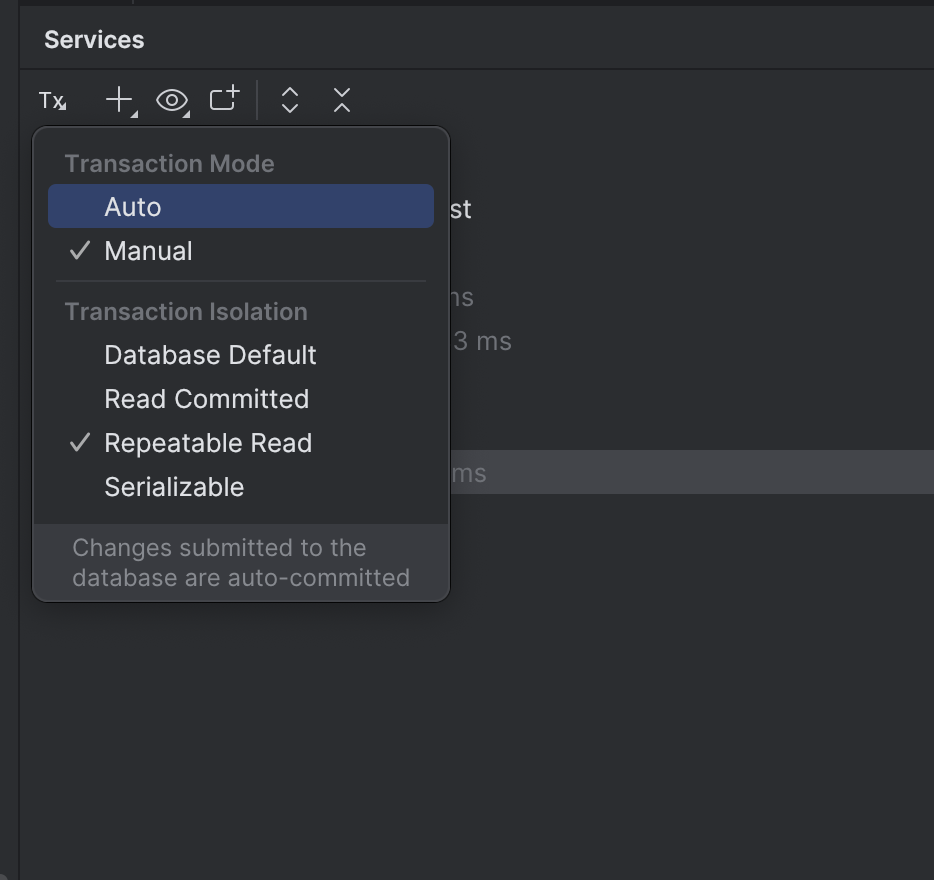 Services
Tx
Transaction Mode
Auto
st
Manual
ns
Transaction Isolation
3 ms
Database Default
Read Committed
Repeatable Read
ms
Serializable
Changes submitted to the
database are auto-committed